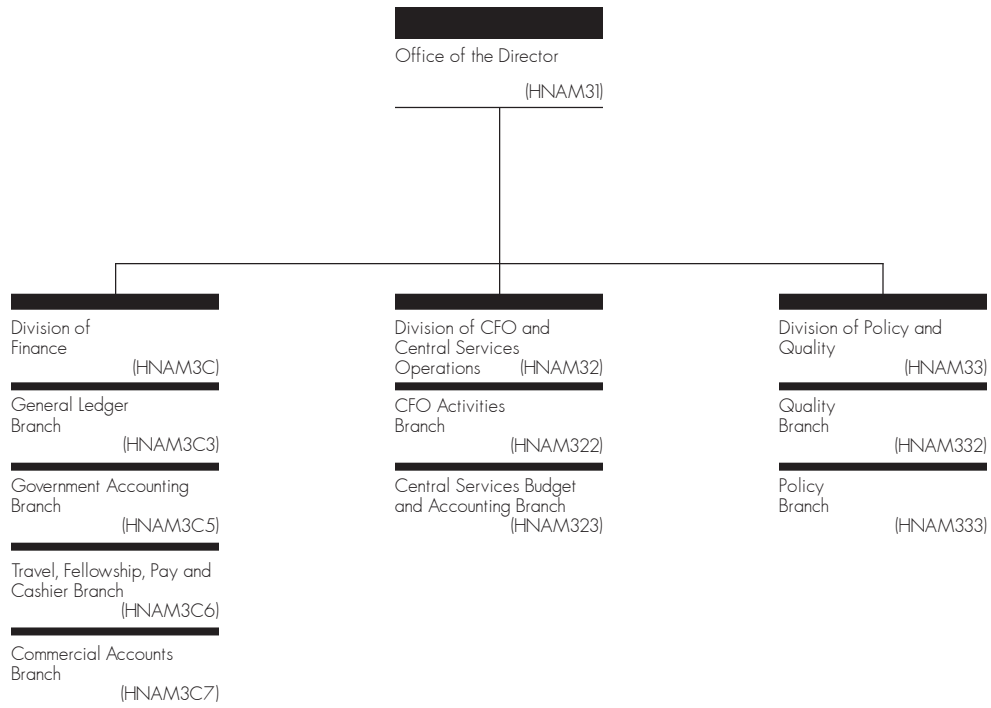 Office of the Director
(HNAM31)
Division of
Finance
(HNAM3C)
General Ledger
Branch
(HNAM3C3)
Government Accounting
Branch
(HNAM3C5)
Travel, Fellowship, Pay and
Cashier Branch
(HNAM3C6)
Commercial Accounts
Branch
(HNAM3C7)
Division of CFO and
Central Services
Operations (HNAM32)
CFO Activities
Branch
(HNAM322)
Central Services Budget
and Accounting Branch
(HNAM323)
Division of Policy and
Quality
(HNAM33)
Quality
Branch
(HNAM332)
Policy
Branch
(HNAM333)